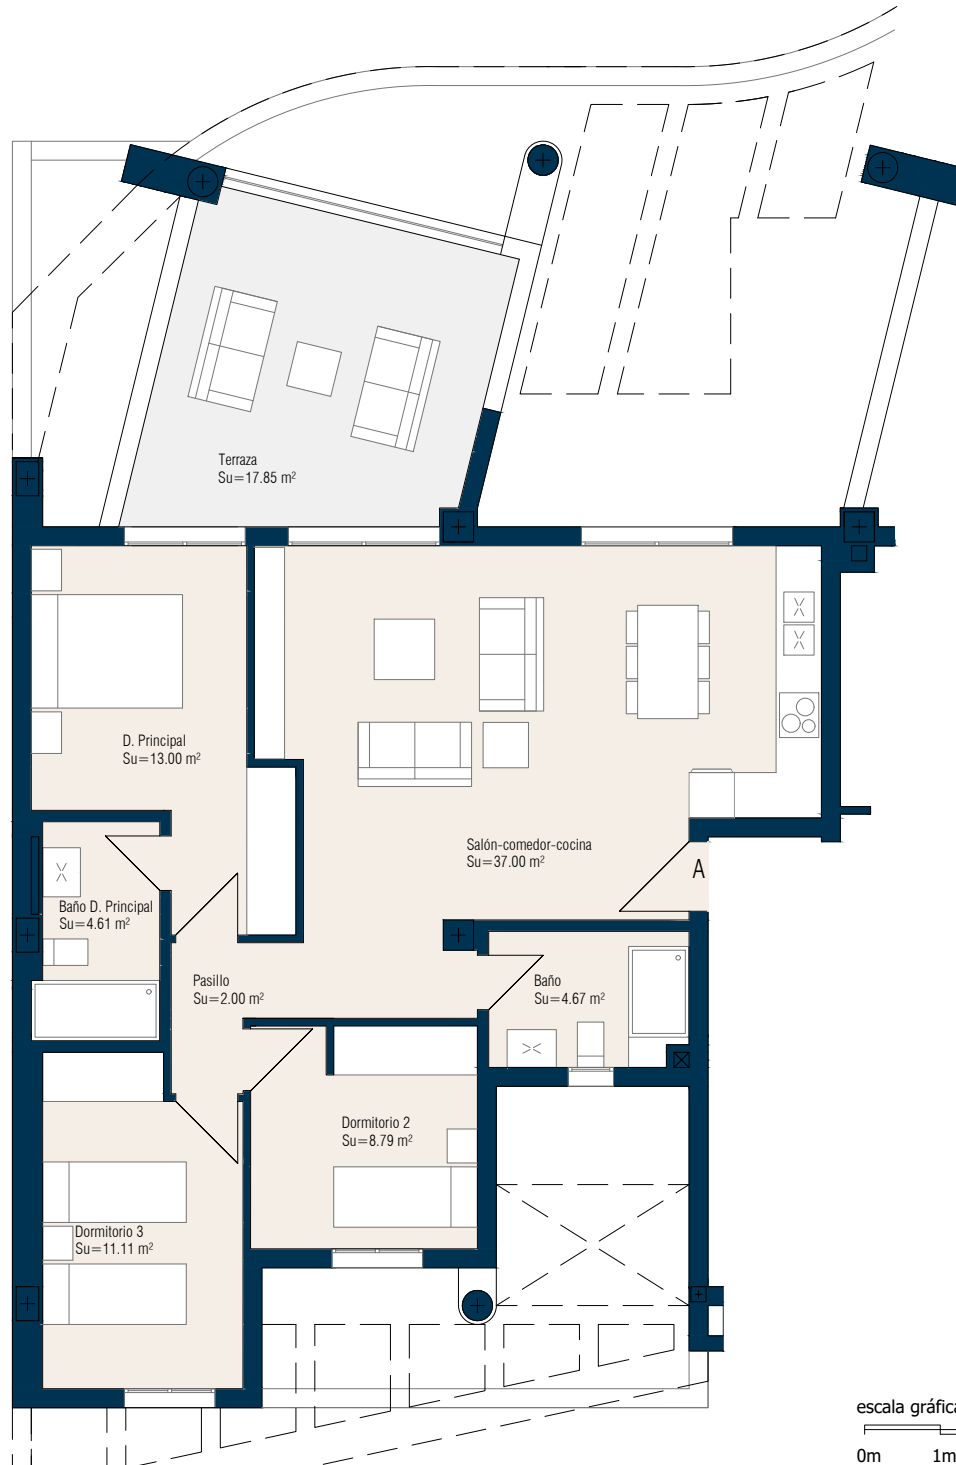 Terraza
Su=17.85 m²
D. Principal
Su=13.00 m²
Salón-comedor-cocina
Su=37.00 m²
A
Baño D. Principal
Su=4.61 m²
Pasillo
Su=2.00 m²
Baño
Su=4.67 m²
Dormitorio 2
Su=8.79 m²
Dormitorio 3
Su=11.11 m²
escala gráfica
0m 1m